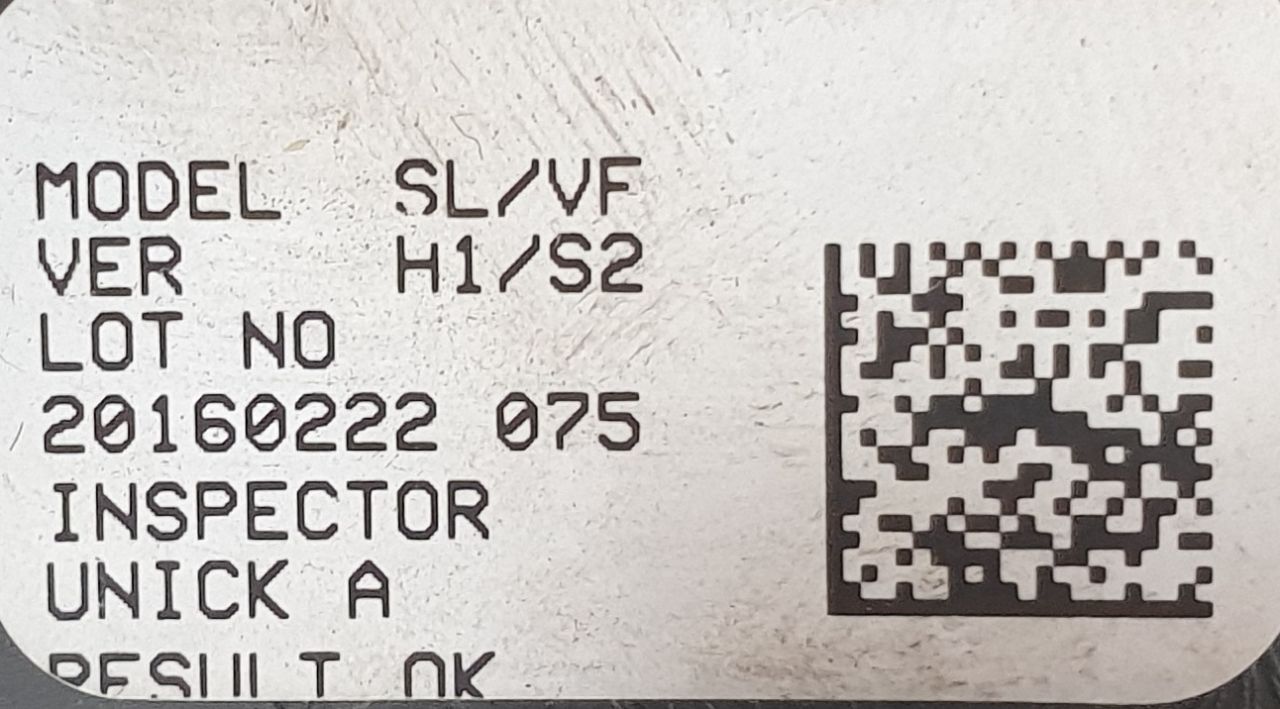 MODEL SL/VF
VER H1/S2
LOT NO
20160222 075
INSPECTOR
UNICK A
RESULT OK